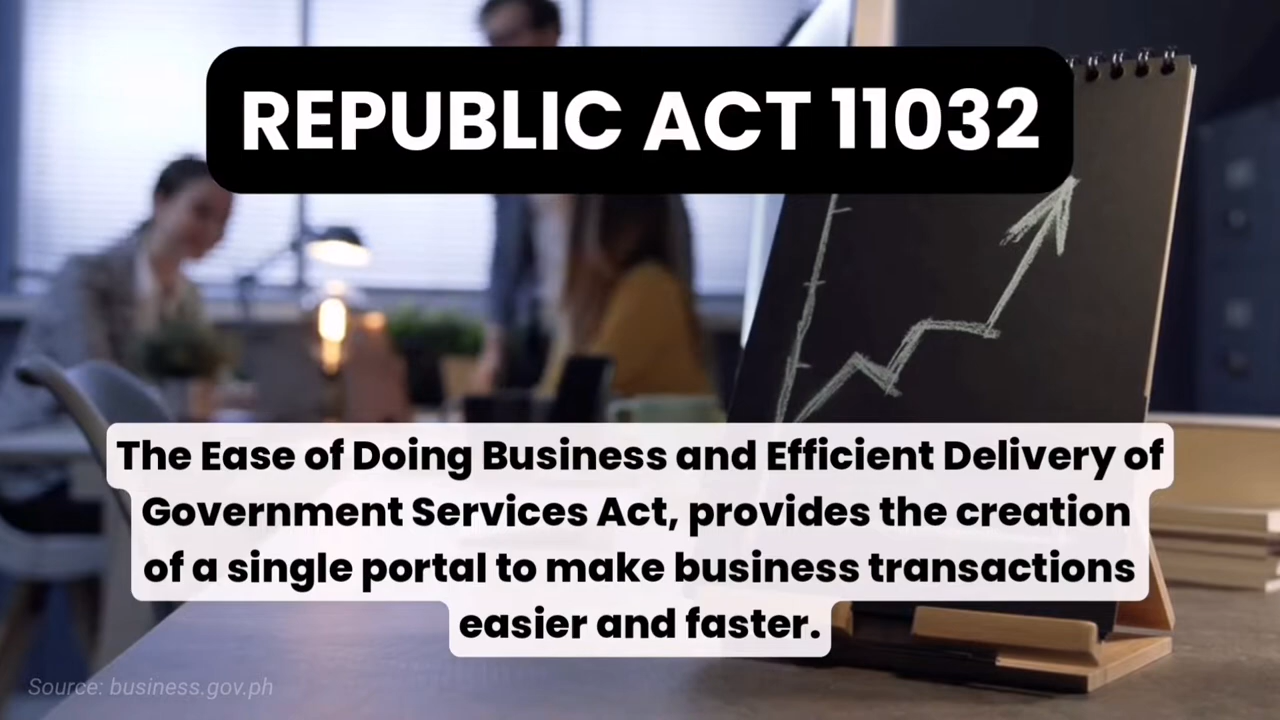 REPUBLIC ACT 11032
The Ease of Doing Business and Efficient Delivery of
Government Services Act, provides the creation
of a single portal to make business transactions
easier and faster.
Source: business.gov.ph